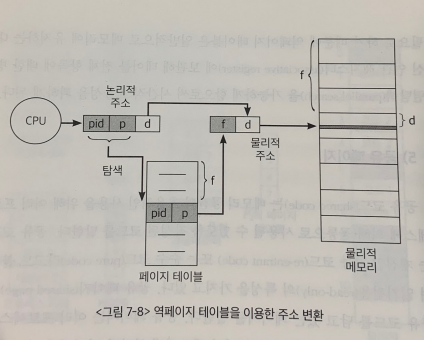 f
CPU
논리적
주소
pid p d
f d
d
물리적
주소
탐색
f
pid p
페이지 테이블
물리적
메모리
<그림 7-8> 역페이지 테이블을 이용한 주소 변환